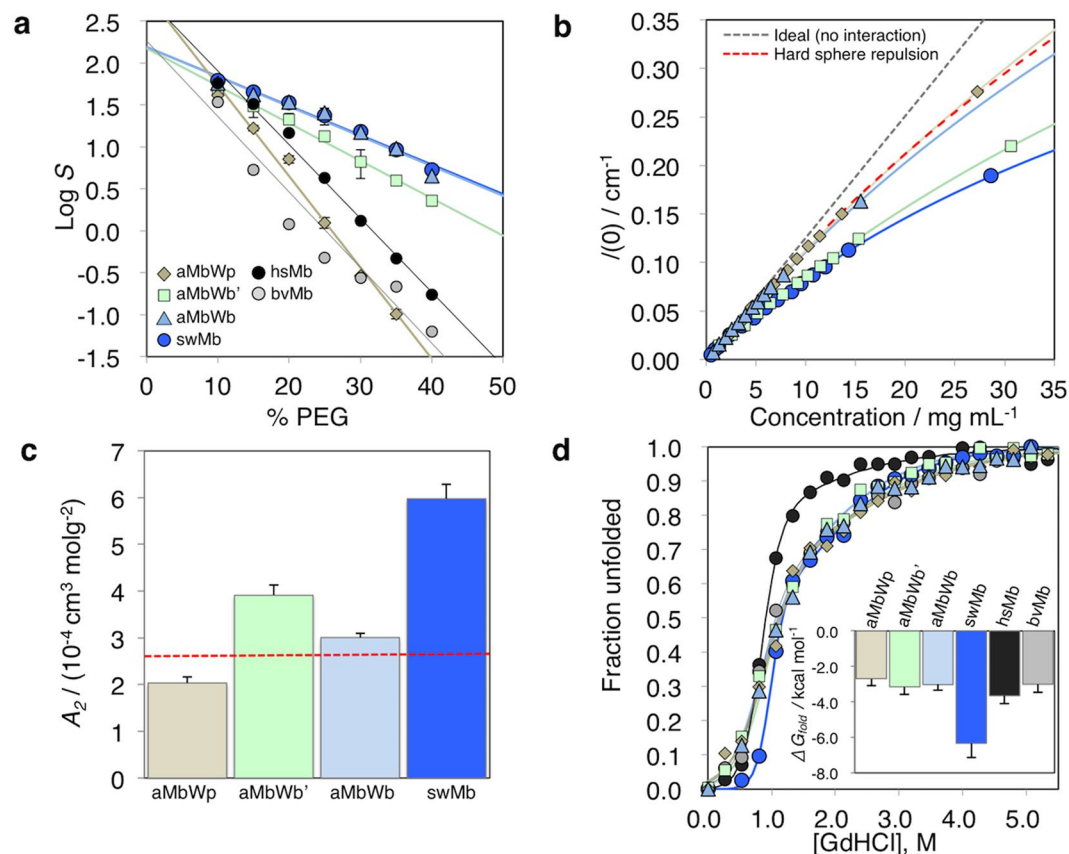 a
2.5
2.0
1.5
1.0
0.5
0.0
-0.5
-1.0
-1.5
Log S
0 10 20 30 40 50
% PEG
aMbWp
aMbWb'
aMbWb
swMb
hsMb
bvMb
b
0.35
0.30
0.25
0.20
0.15
0.10
0.05
0.00
I(0) / cm-1
Ideal (no interaction)
Hard sphere repulsion
0 5 10 15 20 25 30 35
Concentration / mg mL-1
c
7
6
5
4
3
2
1
0
A2 / (10-4 cm3 molg-2)
aMbWp aMbWb' aMbWb swMb
d
1.0
0.9
0.8
0.7
0.6
0.5
0.4
0.3
0.2
0.1
0.0
Fraction unfolded
0.0 1.0 2.0 3.0 4.0 5.0
[GdHCl], M
aMbWp
aMbWb'
aMbWb
swMb
hsMb
bvMb
0.0
-2.0
-4.0
-6.0
-8.0
ΔGfold / kcal mol-1